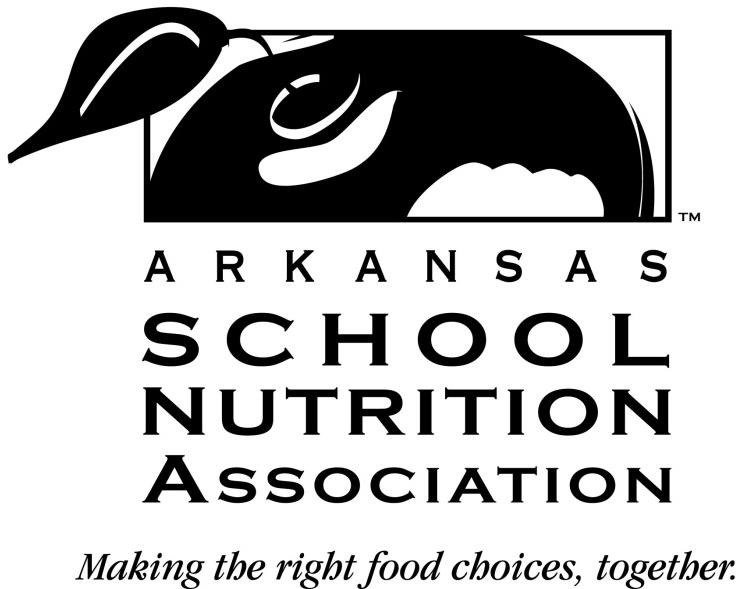 TM
ARKANSAS
SCHOOL
NUTRITION
ASSOCIATION
Making the right food choices, together.